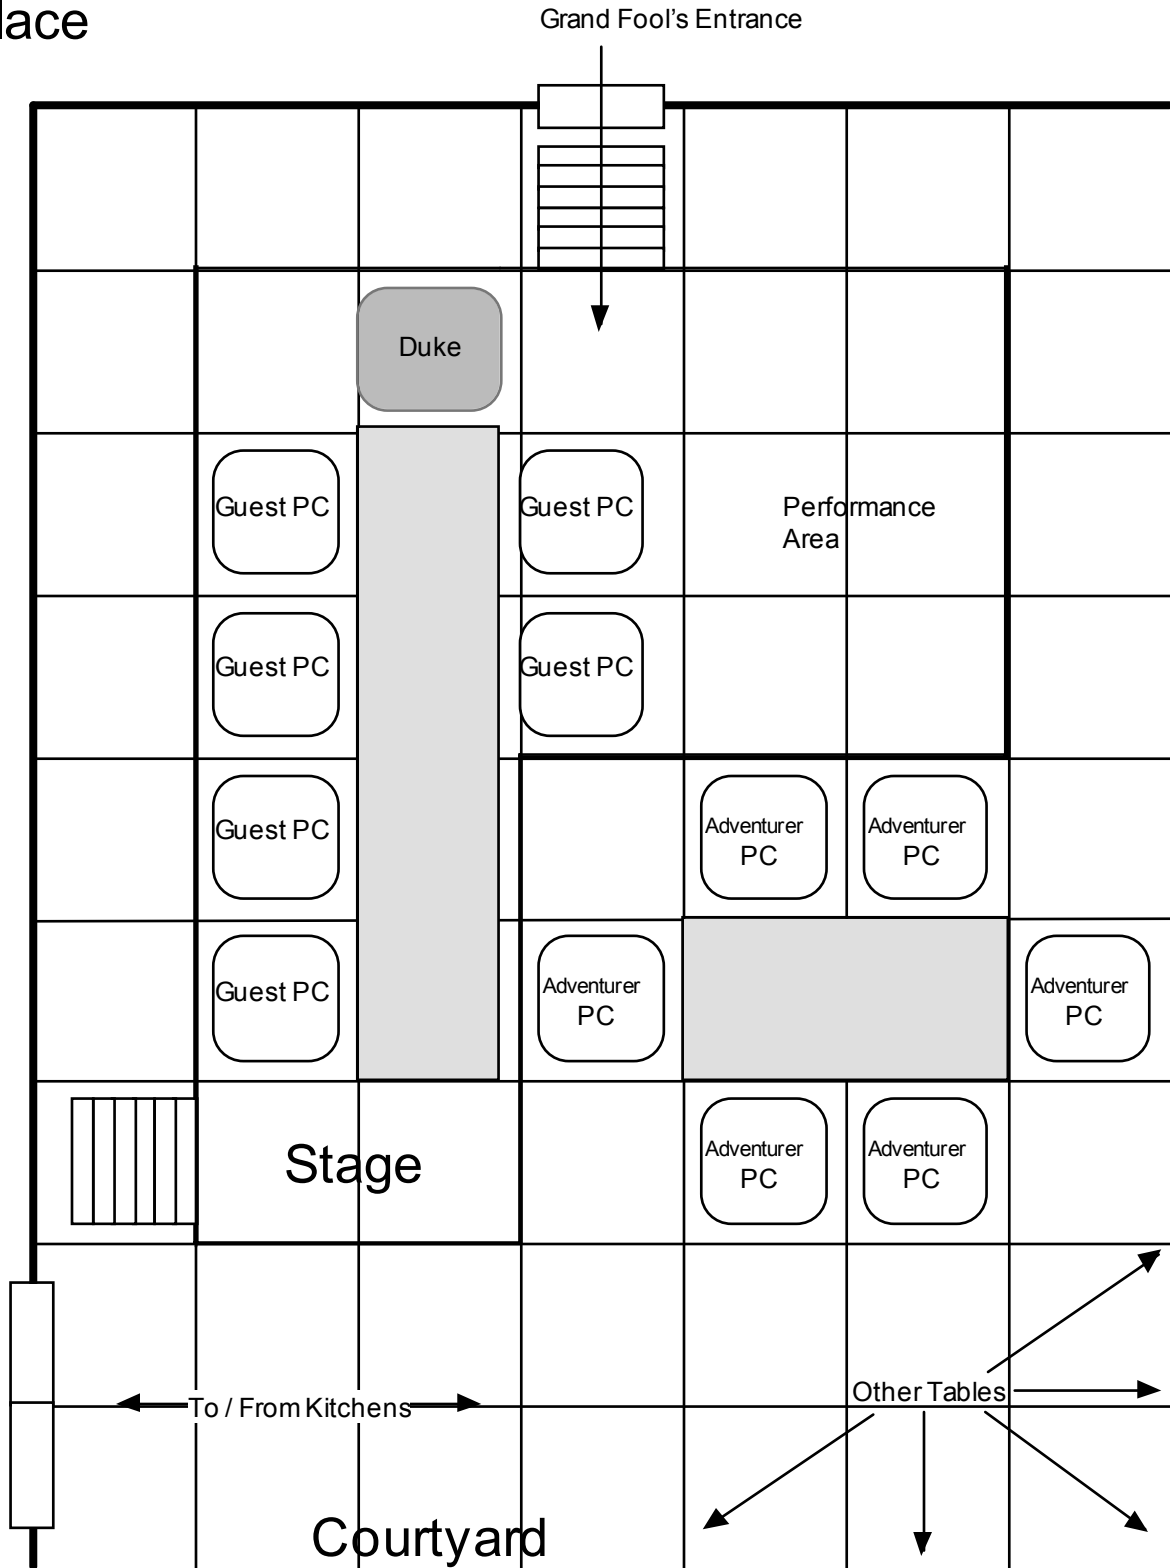 lace
Grand Fool's Entrance
Duke
Guest PC
Guest PC
Performance
Area
Guest PC
Guest PC
Guest PC
Adventurer
PC
Adventurer
PC
Guest PC
Adventurer
PC
Adventurer
PC
Stage
Adventurer
PC
Adventurer
PC
Other Tables
To / From Kitchens
Courtyard